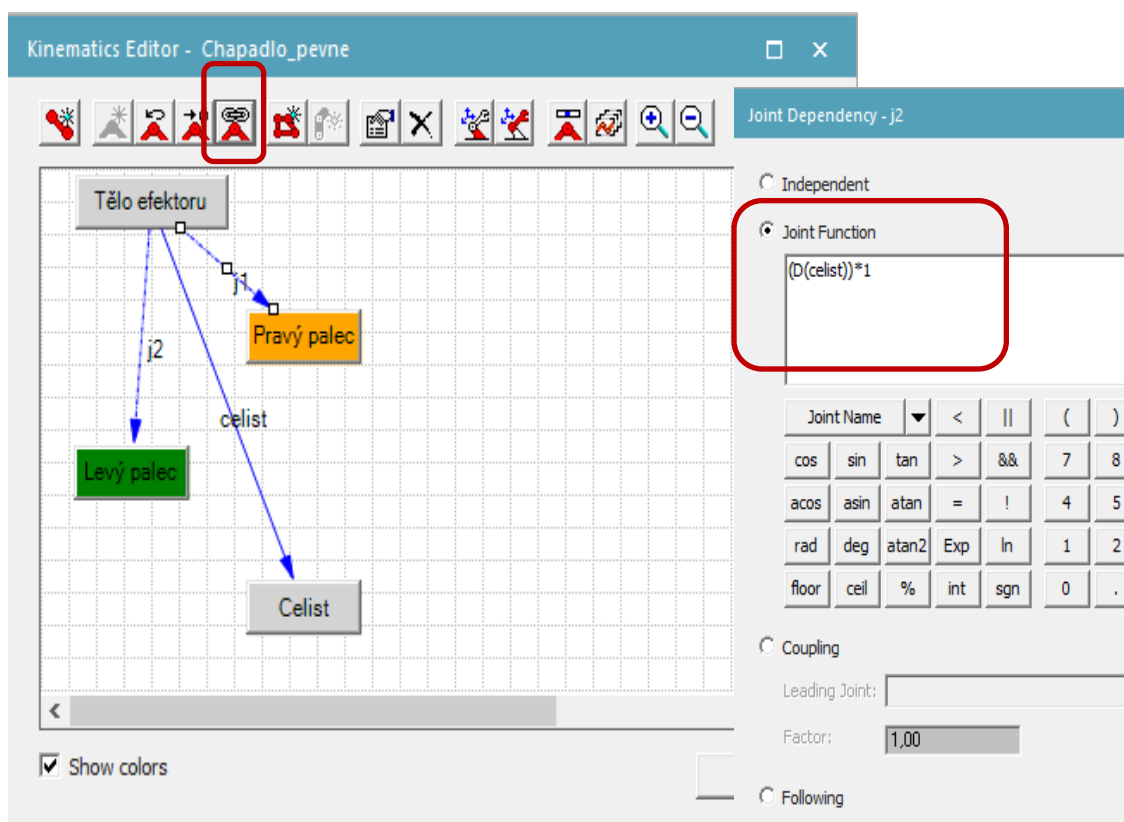 Kinematics Editor - Chapadlo_pevne
Tělo efektoru
j1
Pravý palec
j2
celist
Levý palec
Celist
Show colors
Joint Dependency - j2
Independent
Joint Function
(D(celist))*1
Joint Name < || ( )
cos sin tan > && 7 8
acos asin atan = ! 4 5
rad deg atan2 Exp ln 1 2
floor ceil % int sgn 0 .
Coupling
Leading Joint:
Factor: 1,00
Following